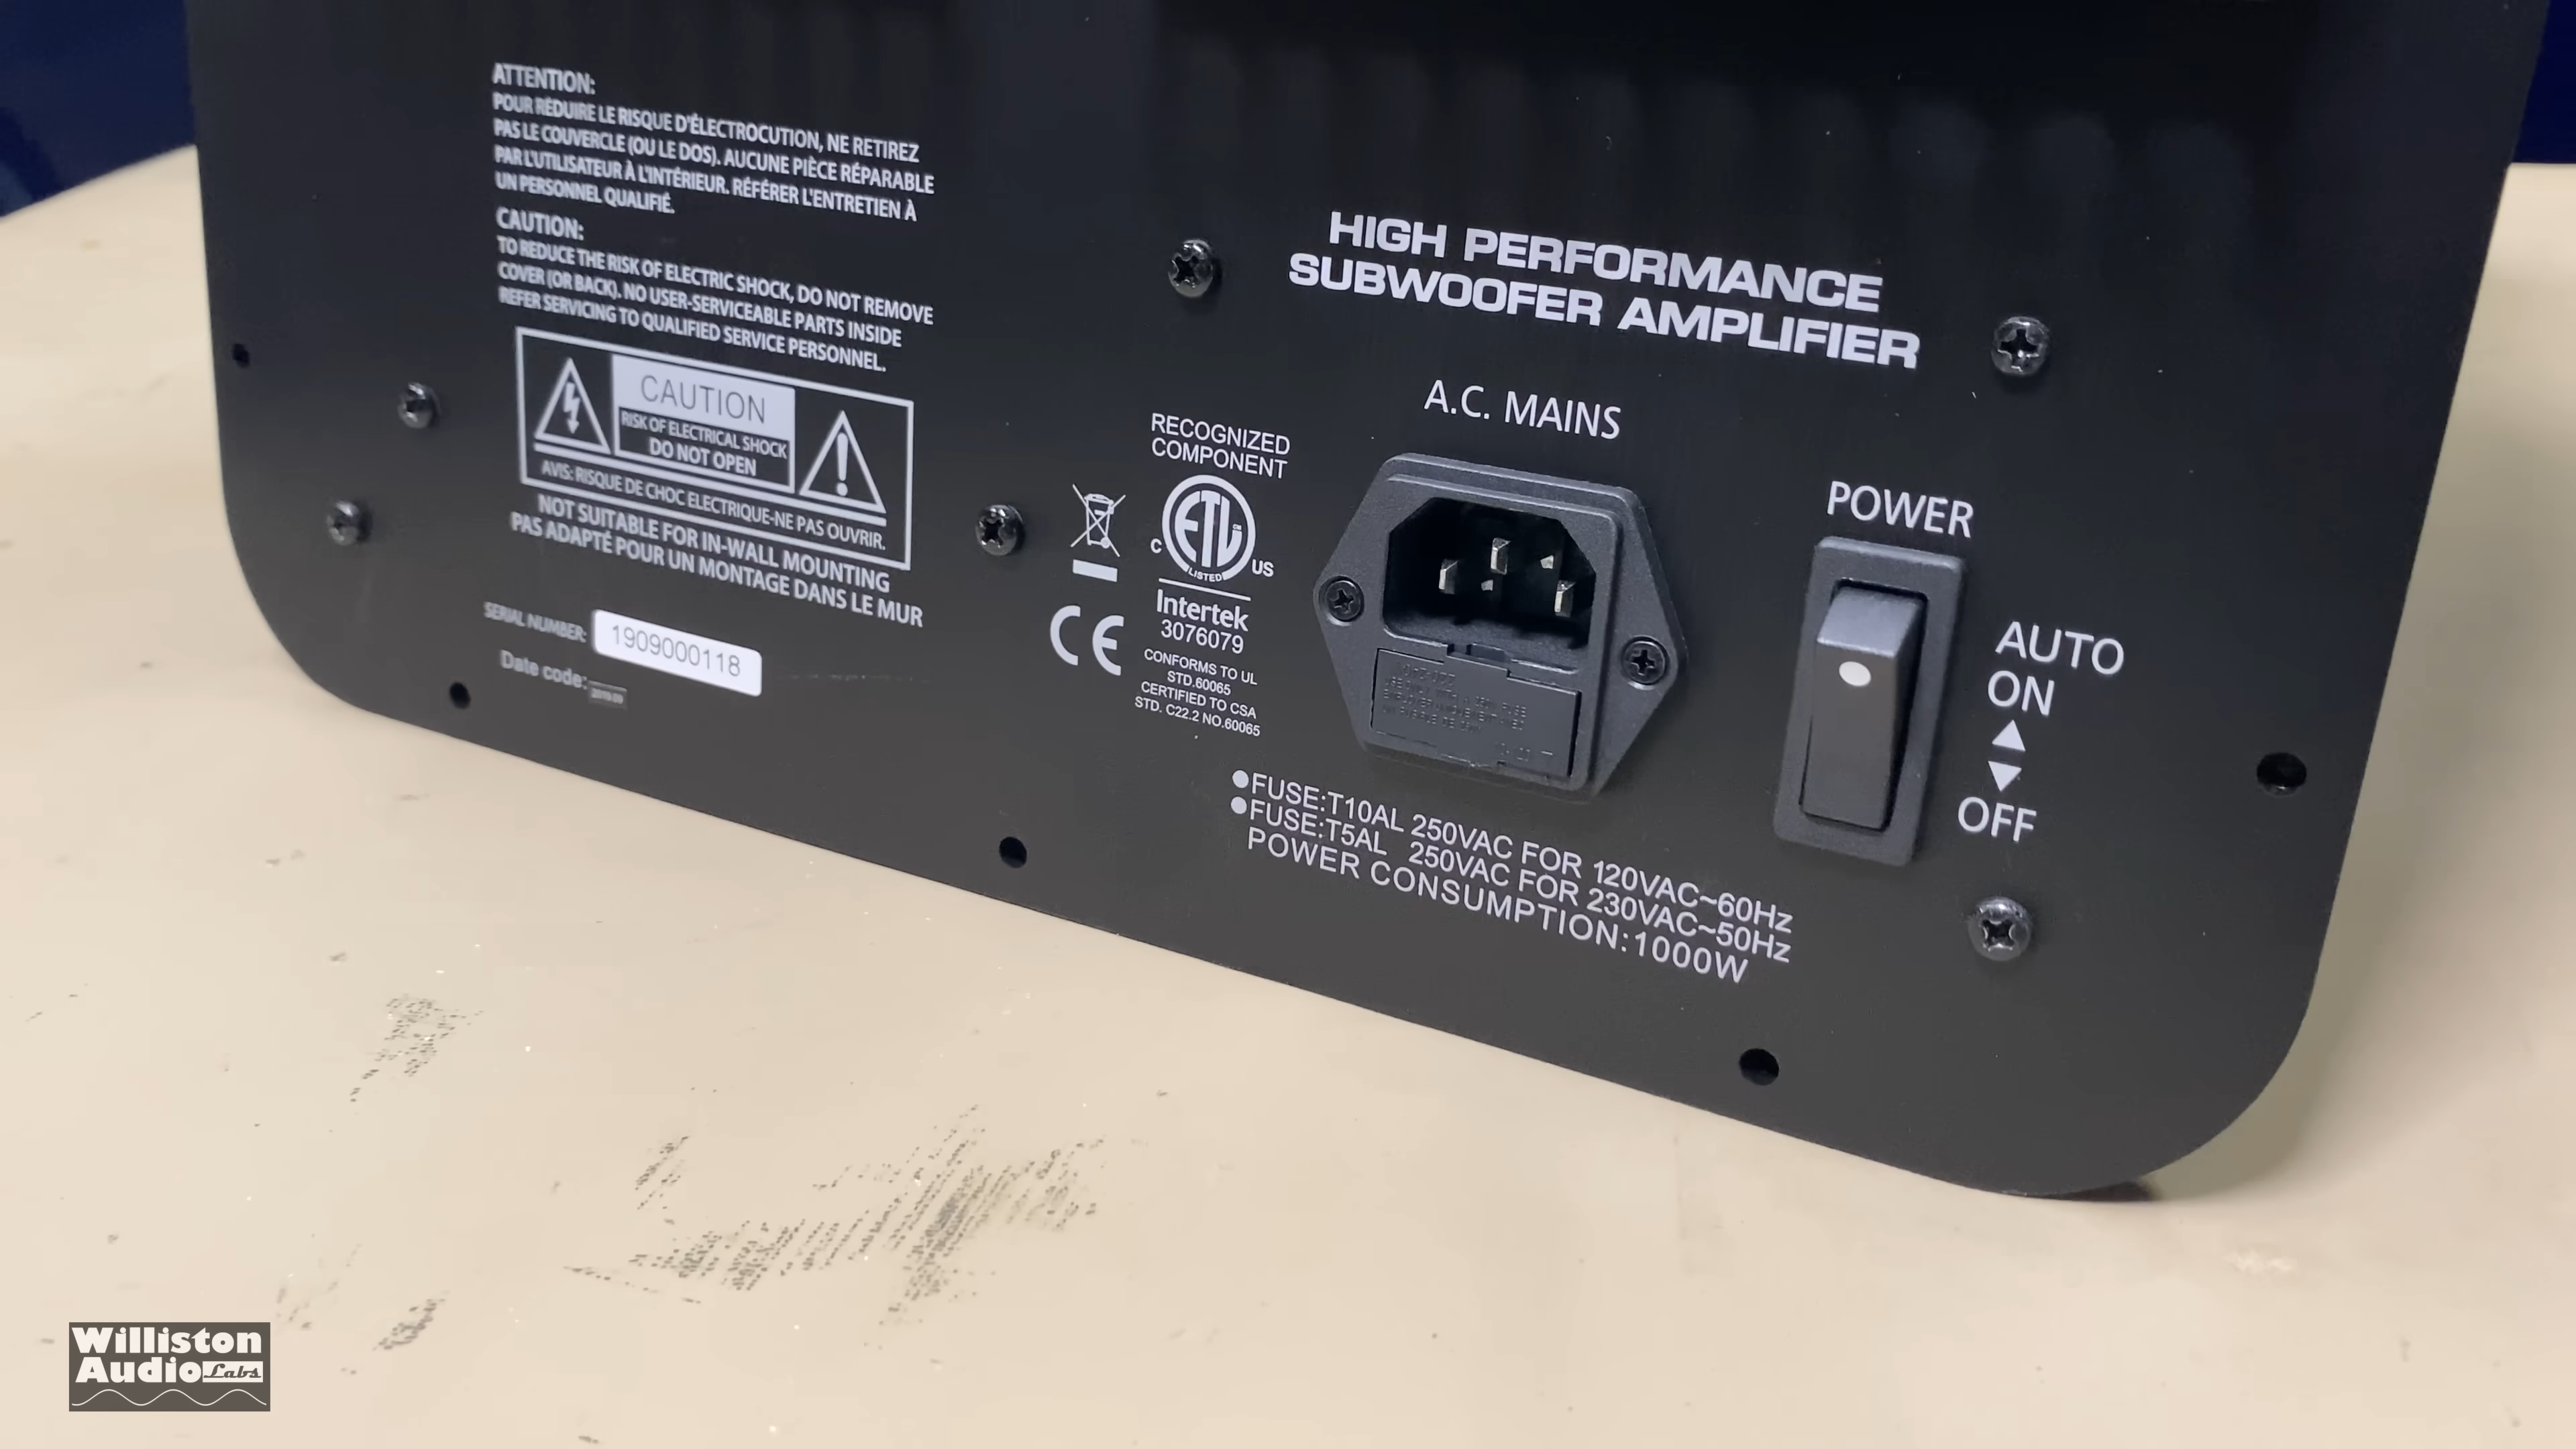 ATTENTION:
POUR RÉDUIRE LE RISQUE D'ÉLECTROCUTION, NE RETIREZ
PAS LE COUVERCLE (OU LE DOS). AUCUNE PIÈCE RÉPARABLE
PAR L'UTILISATEUR À L'INTÉRIEUR. RÉFÉRER L'ENTRETIEN À
UN PERSONNEL QUALIFIÉ.
CAUTION:
TO REDUCE THE RISK OF ELECTRIC SHOCK, DO NOT REMOVE
COVER (OR BACK). NO USER-SERVICEABLE PARTS INSIDE
REFER SERVICING TO QUALIFIED SERVICE PERSONNEL.
CAUTION
RISK OF ELECTRICAL SHOCK
DO NOT OPEN
AVIS: RISQUE DE CHOC ELECTRIQUE-NE PAS OUVRIR.
NOT SUITABLE FOR IN-WALL MOUNTING
PAS ADAPTÉ POUR UN MONTAGE DANS LE MUR
SERIAL NUMBER: 1909000118
Date code: 2019.09
HIGH PERFORMANCE
SUBWOOFER AMPLIFIER
A.C. MAINS
RECOGNIZED
COMPONENT
ETL CM
C LISTED US
Intertek
3076079
CE
CONFORMS TO UL
STD.60065
CERTIFIED TO CSA
STD. C22.2 NO.60065
POWER
AUTO
ON
OFF
●FUSE:T10AL 250VAC FOR 120VAC~60Hz
●FUSE:T5AL 250VAC FOR 230VAC~50Hz
POWER CONSUMPTION:1000W
Williston
Audio Labs